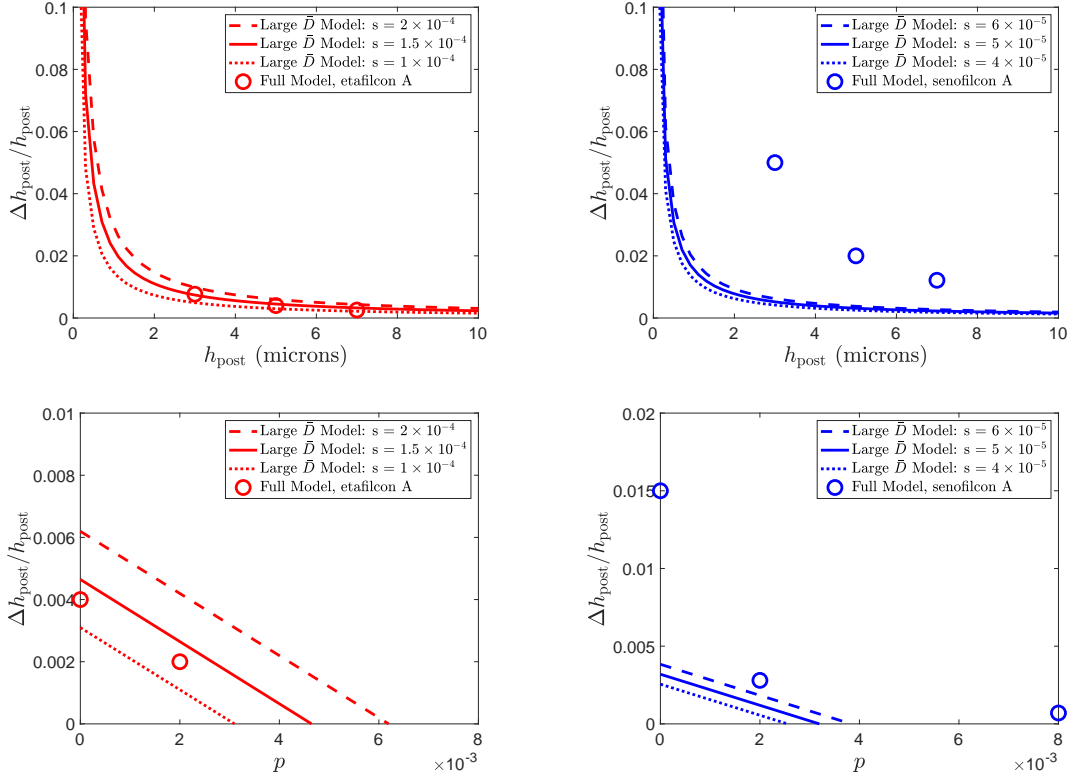 0.1
0.08
0.06
0.04
0.02
0
Δh_post/h_post
2 4 6 8 10
h_post (microns)
Large D̄ Model: s = 2 × 10⁻⁴
Large D̄ Model: s = 1.5 × 10⁻⁴
Large D̄ Model: s = 1 × 10⁻⁴
Full Model, etafilcon A
0.1
0.08
0.06
0.04
0.02
0
Δh_post/h_post
0 2 4 6 8 10
h_post (microns)
Large D̄ Model: s = 6 × 10⁻⁵
Large D̄ Model: s = 5 × 10⁻⁵
Large D̄ Model: s = 4 × 10⁻⁵
Full Model, senofilcon A
0.01
0.008
0.006
0.004
0.002
0
Δh_post/h_post
0 2 4 6 8
p
×10⁻³
Large D̄ Model: s = 2 × 10⁻⁴
Large D̄ Model: s = 1.5 × 10⁻⁴
Large D̄ Model: s = 1 × 10⁻⁴
Full Model, etafilcon A
0.02
0.015
0.01
0.005
0
Δh_post/h_post
0 2 4 6 8
p
×10⁻³
Large D̄ Model: s = 6 × 10⁻⁵
Large D̄ Model: s = 5 × 10⁻⁵
Large D̄ Model: s = 4 × 10⁻⁵
Full Model, senofilcon A